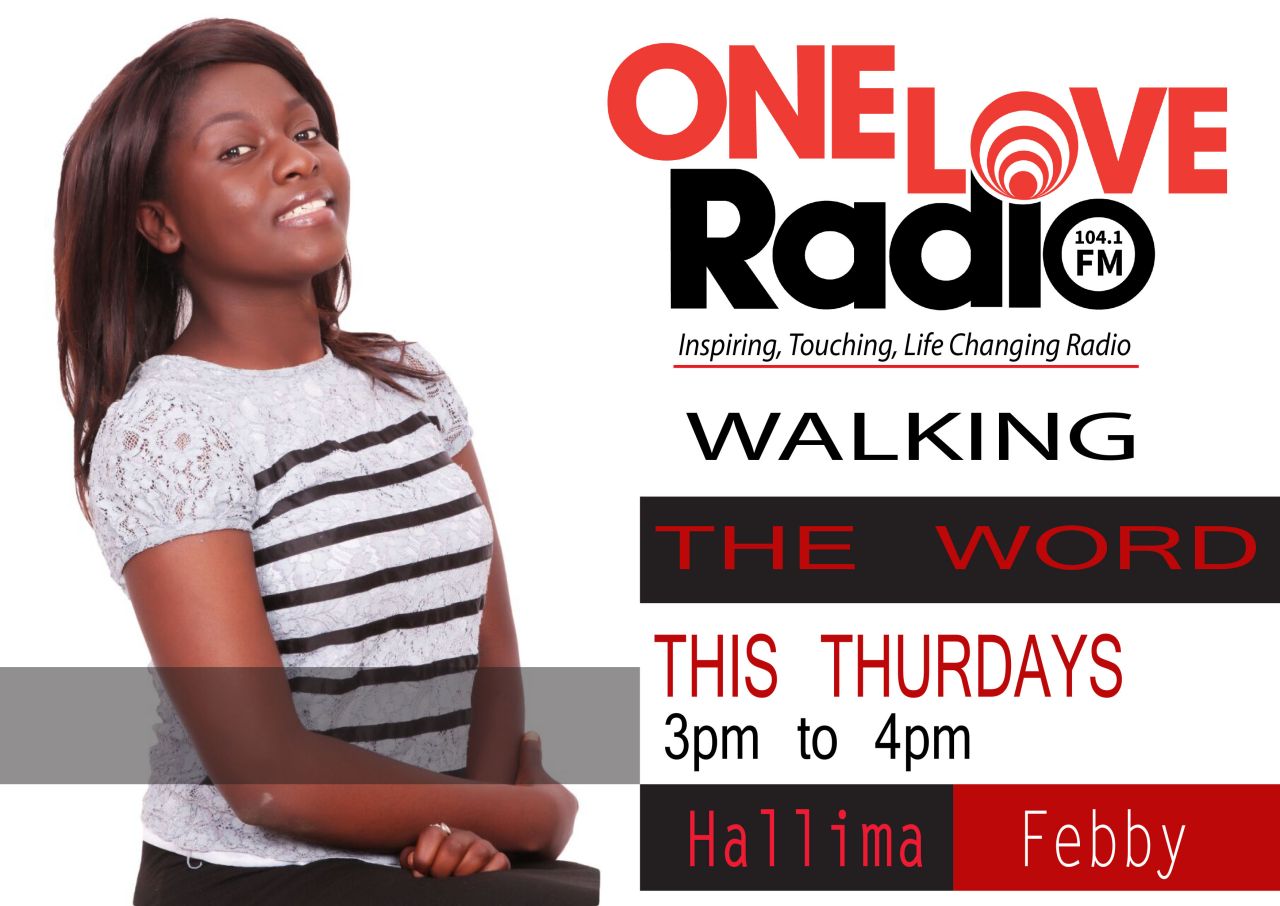 ONE LOVE
Radio
104.1
FM
Inspiring, Touching, Life Changing Radio
WALKING
THE WORD
THIS THURDAYS
3pm to 4pm
Hallima Febby